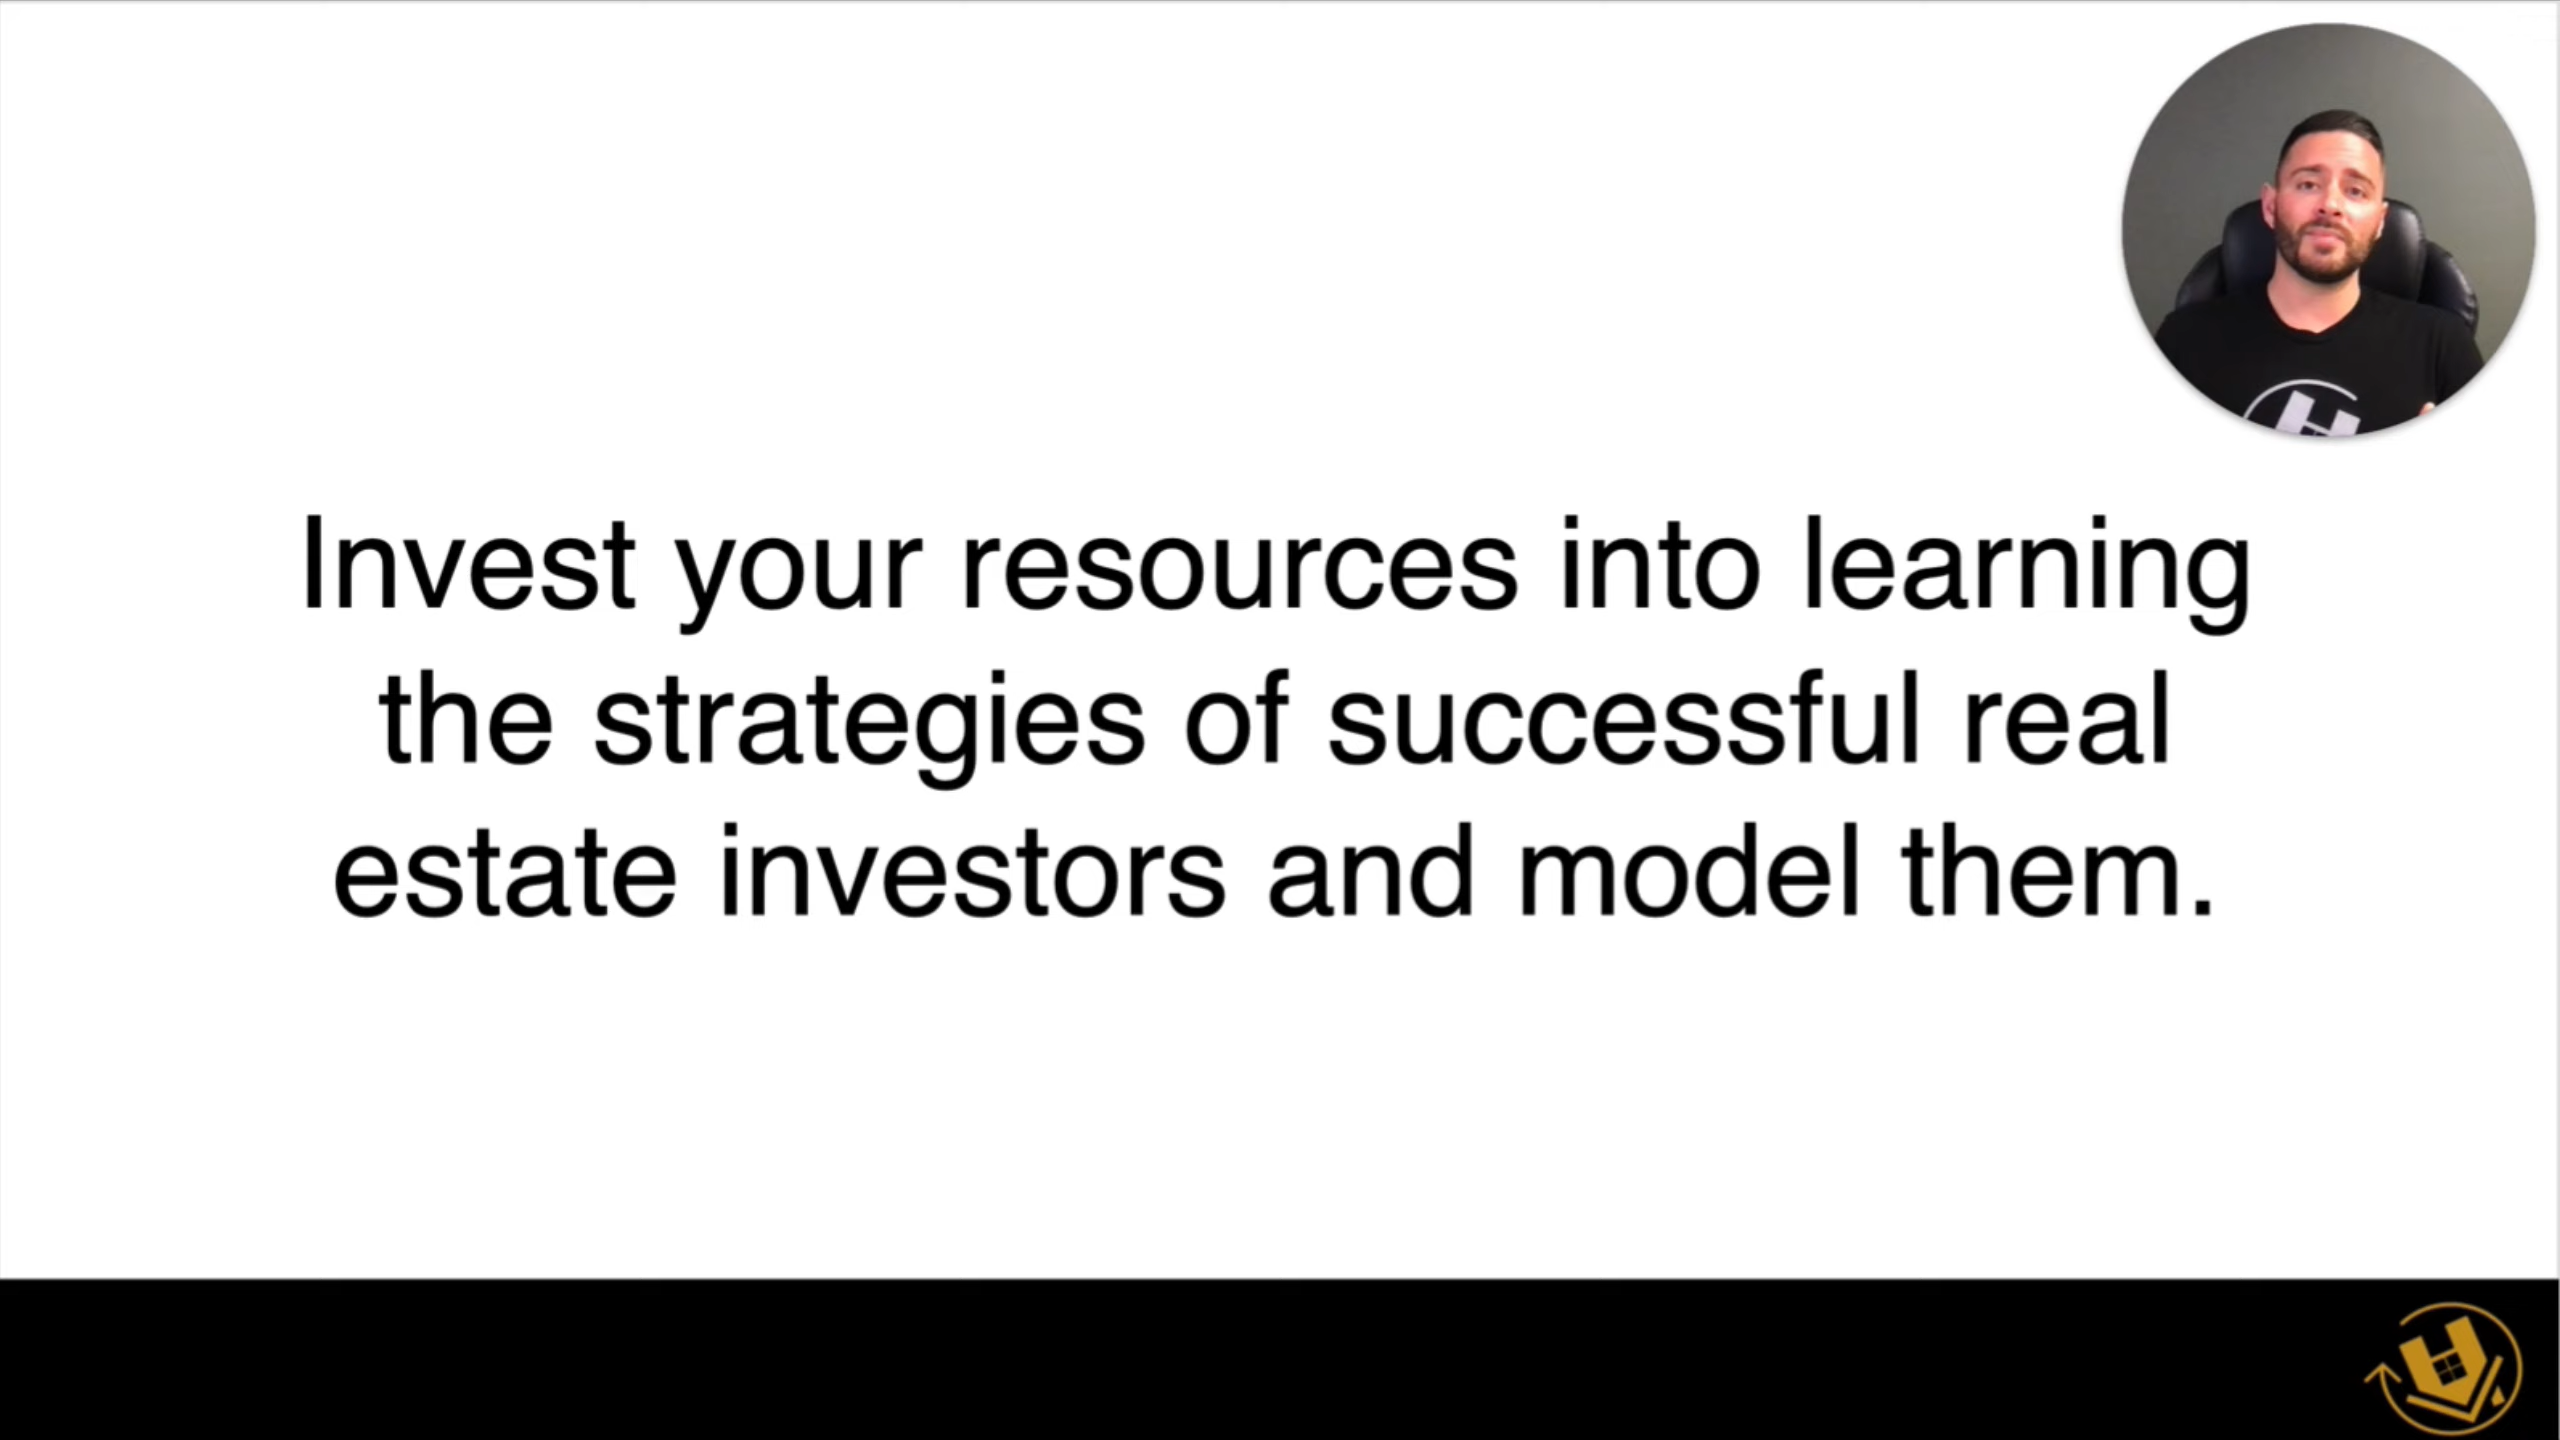 Invest your resources into learning
the strategies of successful real
estate investors and model them.